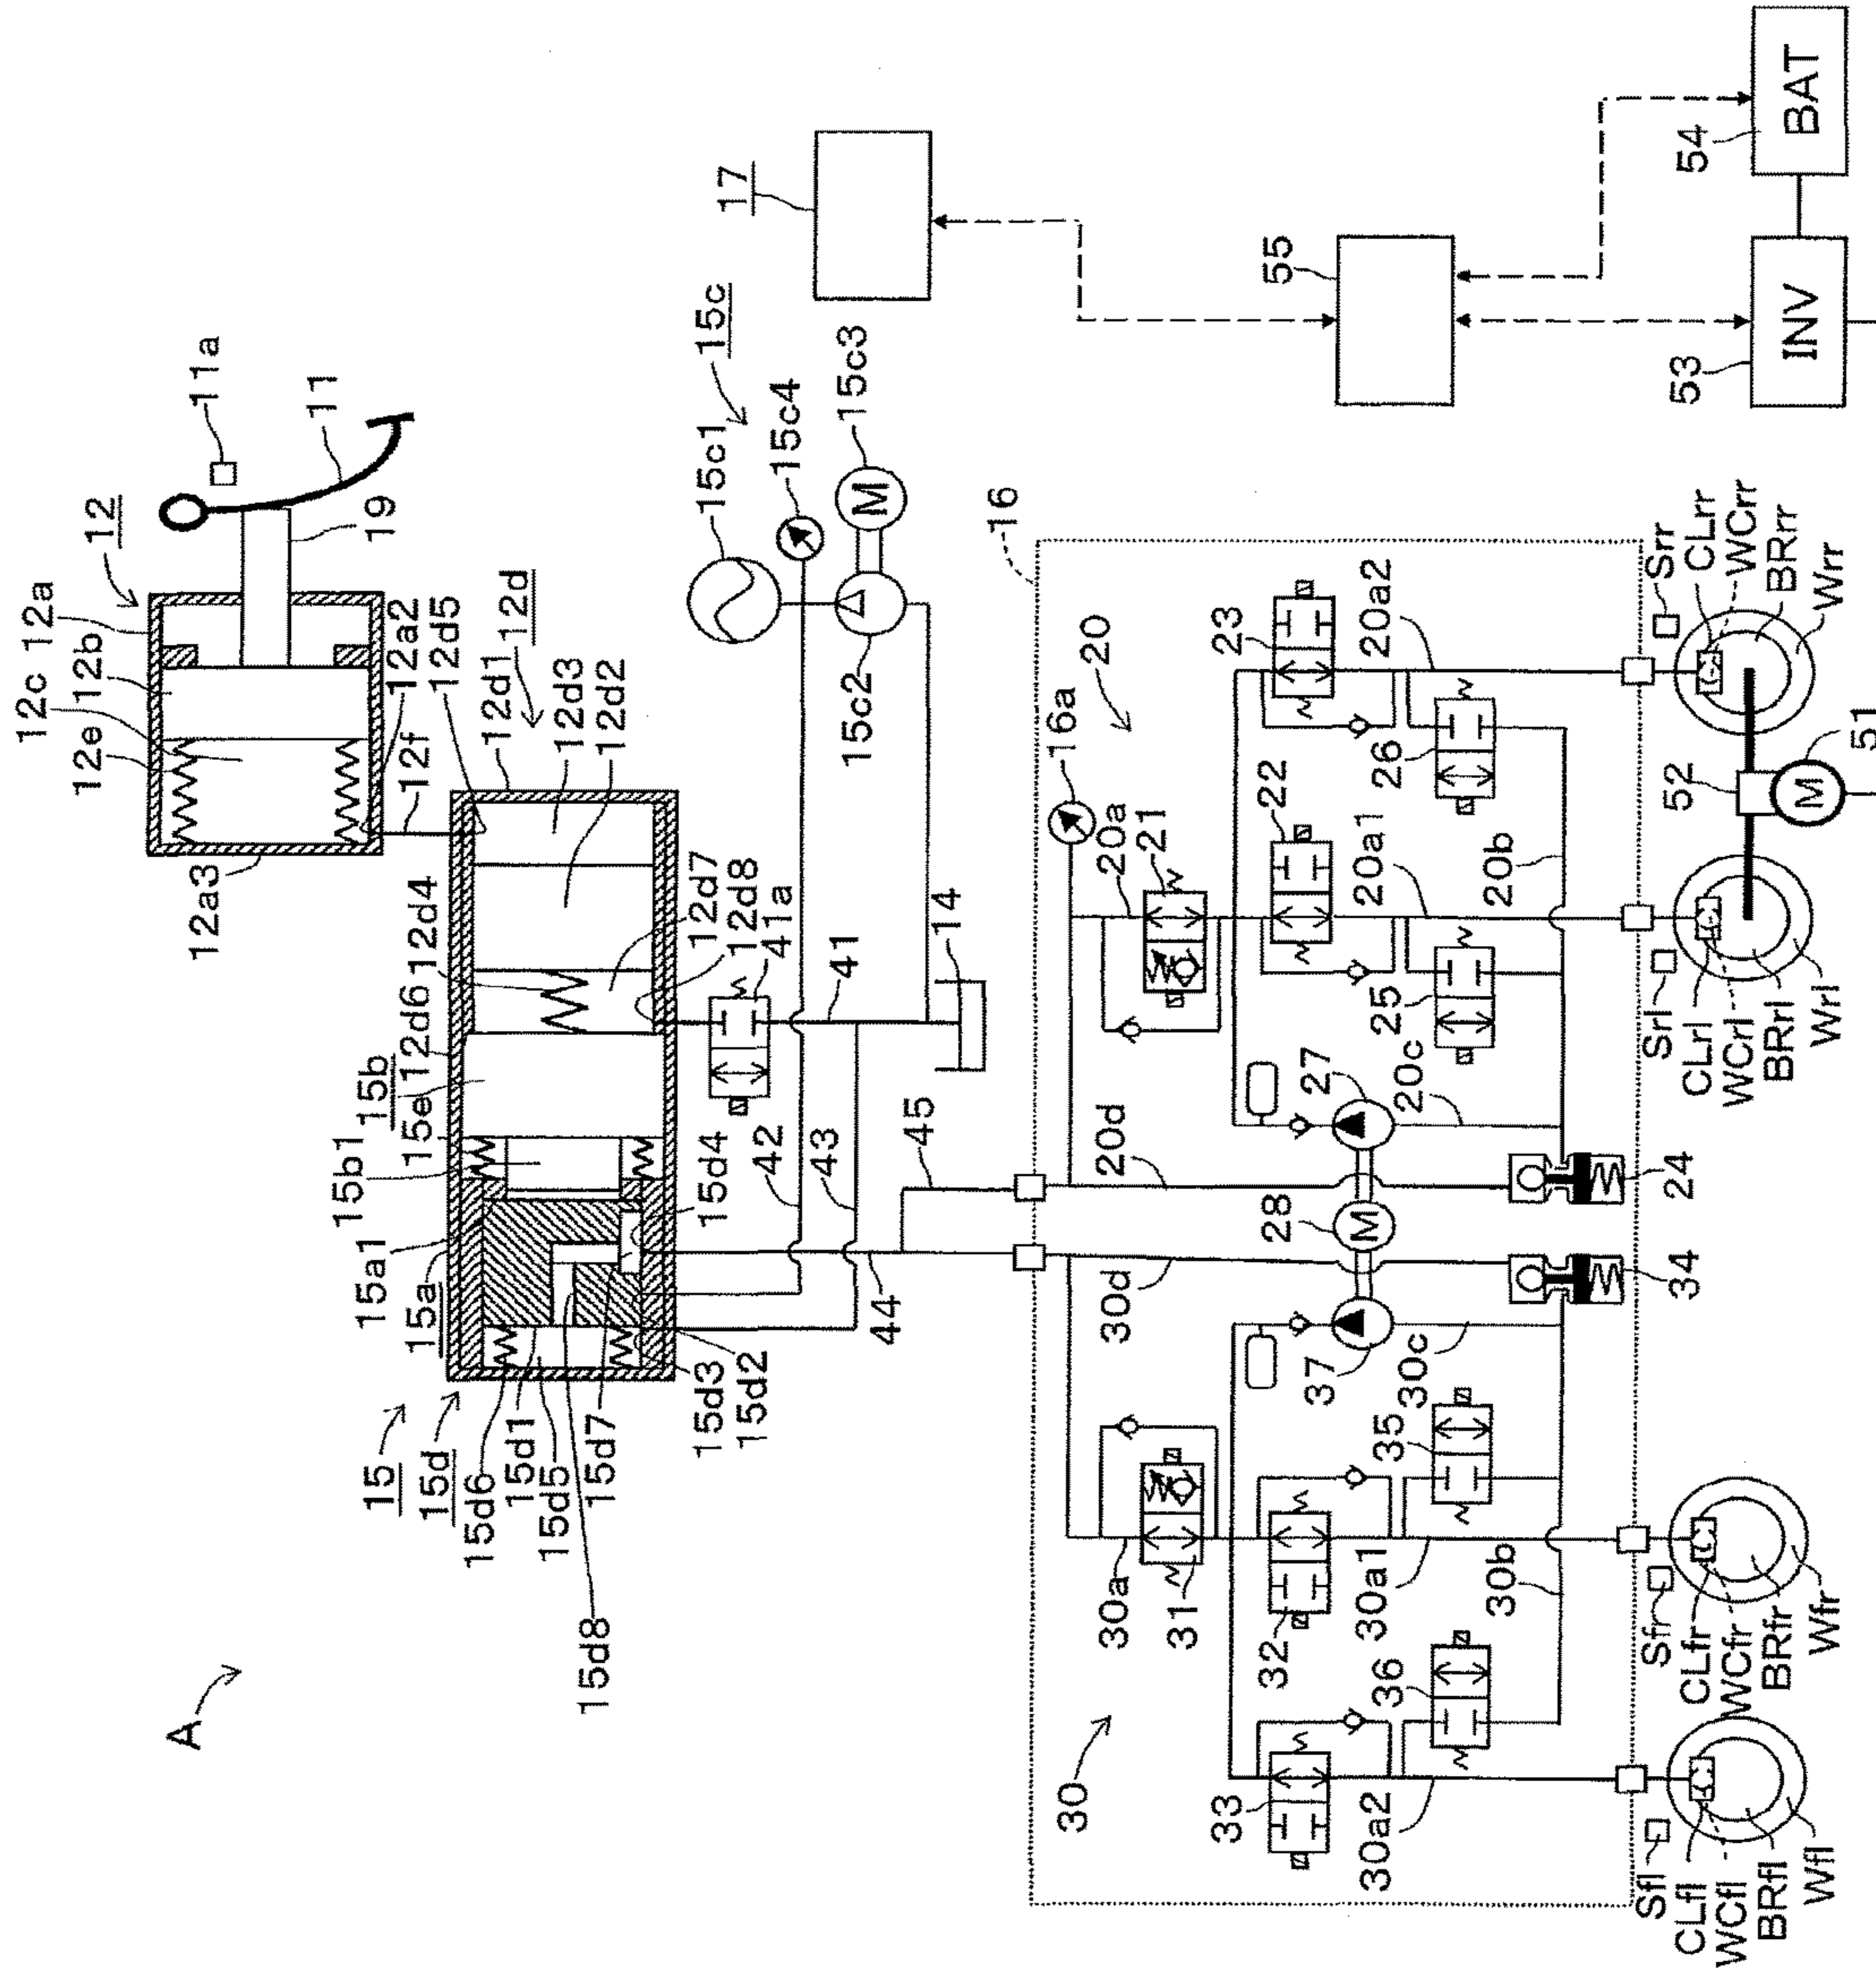 A
15
15d
15d6
15d1
15d5
15d7
15d8
15d3
15d2
15a
15a1
15b1
15e
15b
12d6
12d4
15d4
12a3
12e
12c
12b
12a
12
11a
11
19
12a2
12f
12d5
12d1
12d
12d3
12d2
12d7
12d8
41a
41
14
42
43
44
45
15c1
15c4
15c
15c3
M
15c2
17
55
53
INV
54
BAT
16
16a
20
20a
21
22
23
20a1
20a2
25
26
20b
20c
27
20d
28
M
24
34
30d
37
30c
30
30a
31
32
33
35
36
30a1
30a2
30b
Sfl
CLfl
WCfl
BRfl
Wfl
Sfr
CLfr
WCfr
BRfr
Wfr
Srl
CLrl
WCrl
BRrl
Wrl
Srr
CLrr
WCrr
BRrr
Wrr
52
M
51